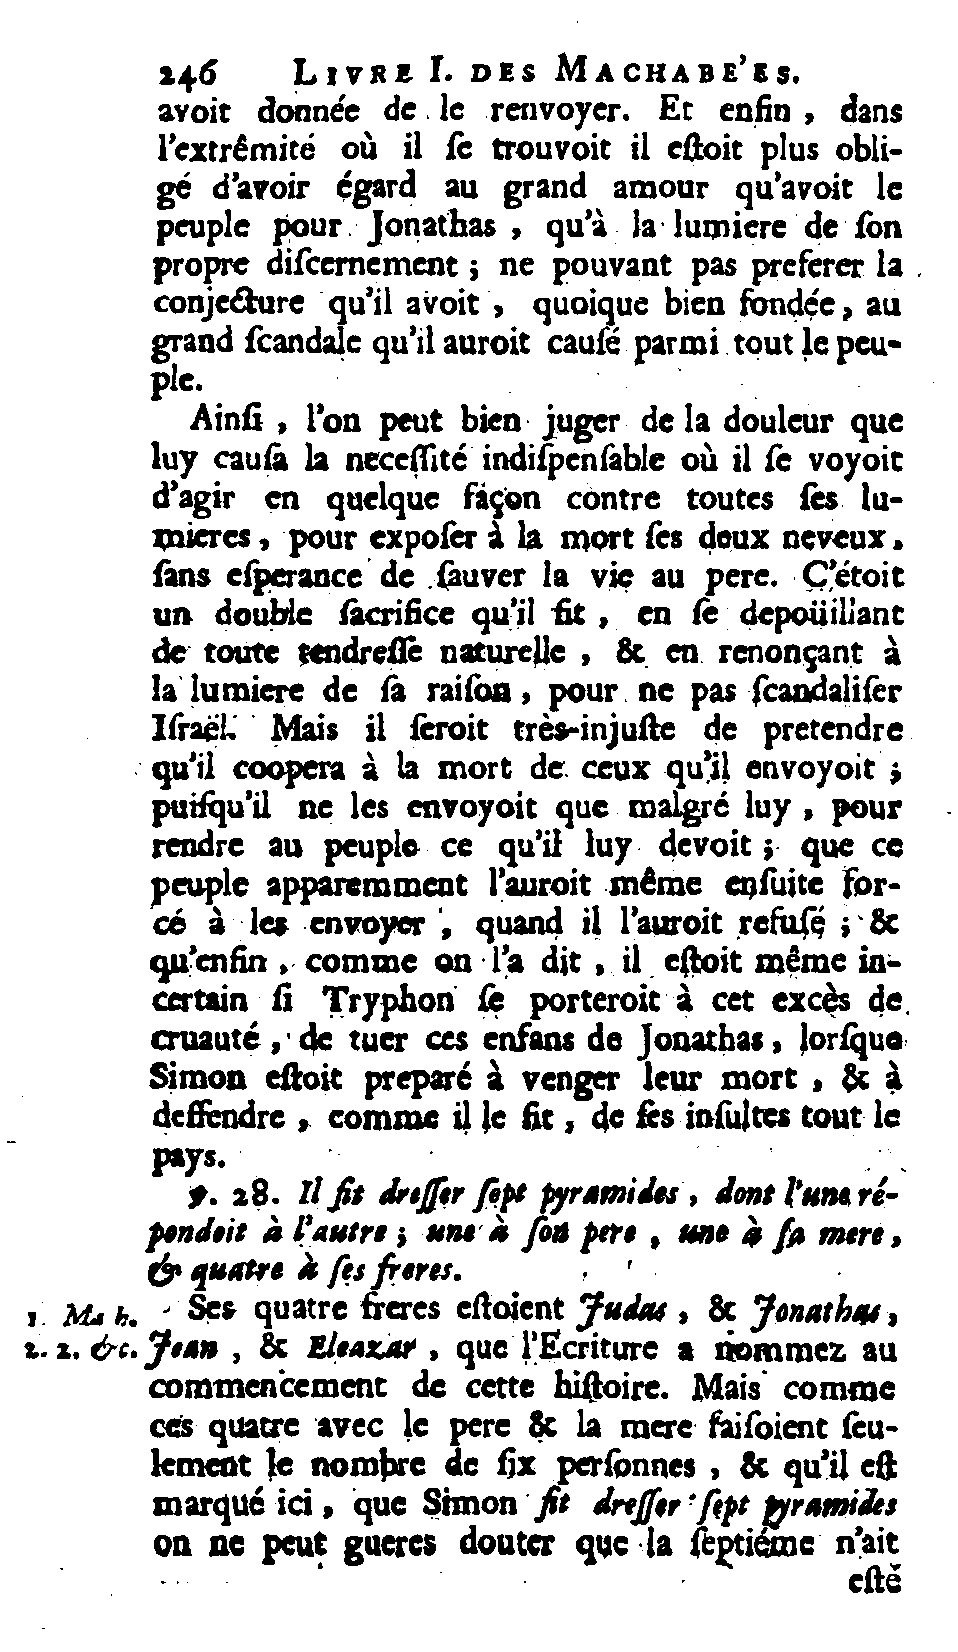 246 LIVRE I. DES MACHABE'ES.
avoit donnée de le renvoyer. Et enfin, dans
l'extrêmité où il ſe trouvoit il eſtoit plus obli-
gé d'avoir égard au grand amour qu'avoit le
peuple pour Jonathas, qu'à la lumiere de ſon
propre diſcernement; ne pouvant pas preferer la
conjecture qu'il avoit, quoique bien fondée, au
grand ſcandale qu'il auroit cauſé parmi tout le peu-
ple.
Ainſi, l'on peut bien juger de la douleur que
luy cauſa la neceſſité indiſpenſable où il ſe voyoit
d'agir en quelque façon contre toutes ſes lu-
mieres, pour expoſer à la mort ſes deux neveux,
ſans eſperance de ſauver la vie au pere. C'étoit
un double ſacrifice qu'il fit, en ſe depoüillant
de toute tendreſſe naturelle, & en renonçant à
la lumiere de ſa raiſon, pour ne pas ſcandaliſer
Iſraël. Mais il ſeroit très-injuſte de pretendre
qu'il coopera à la mort de ceux qu'il envoyoit;
puiſqu'il ne les envoyoit que malgré luy, pour
rendre au peuple ce qu'il luy devoit; que ce
peuple apparemment l'auroit même enſuite for-
cé à les envoyer, quand il l'auroit refuſé; &
qu'enfin, comme on l'a dit, il eſtoit même in-
certain ſi Tryphon ſe porteroit à cet excès de
cruauté, de tuer ces enfans de Jonathas, lorſque
Simon eſtoit preparé à venger leur mort, & à
deffendre, comme il le fit, de ſes inſultes tout le
pays.
℣. 28. Il fit dreſſer ſept pyramides, dont l'une ré-
pondoit à l'autre; une à ſon pere, une à ſa mere,
& quatre à ſes freres.
1. Mach. Ses quatre freres eſtoient Judas, & Jonathas,
2. 2. &c. Jean, & Eleazar, que l'Ecriture a nommez au
commencement de cette hiſtoire. Mais comme
ces quatre avec le pere & la mere faiſoient ſeu-
lement le nombre de ſix perſonnes, & qu'il eſt
marqué ici, que Simon fit dreſſer ſept pyramides
on ne peut gueres douter que la ſeptiéme n'ait
eſté